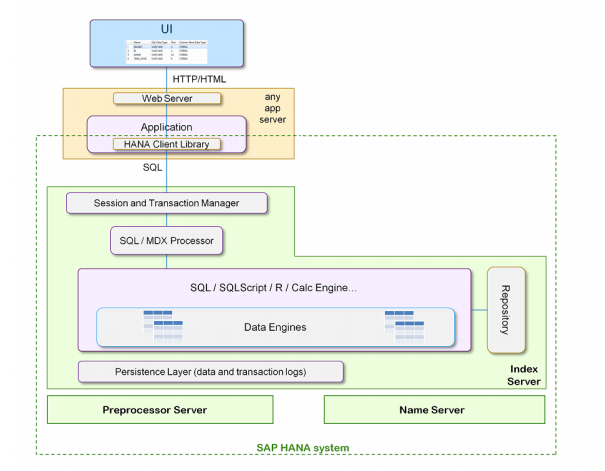 UI
HTTP/HTML
Web Server
any
app
server
Application
HANA Client Library
SQL
Session and Transaction Manager
SQL / MDX Processor
SQL / SQLScript / R / Calc Engine...
Data Engines
Repository
Persistence Layer (data and transaction logs)
Index
Server
Preprocessor Server
Name Server
SAP HANA system